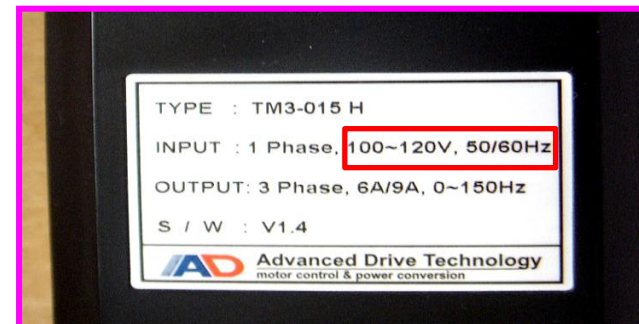 TYPE : TM3-015 H
INPUT : 1 Phase, 100~120V, 50/60Hz
OUTPUT: 3 Phase, 6A/9A, 0~150Hz
S / W : V1.4
AD Advanced Drive Technology
motor control & power conversion